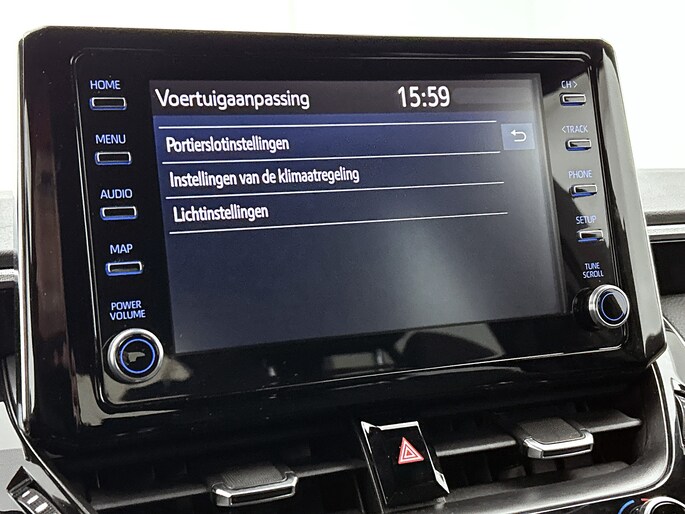 HOME
MENU
AUDIO
MAP
POWER
VOLUME
Voertuigaanpassing 15:59
Portierslotinstellingen
Instellingen van de klimaatregeling
Lichtinstellingen
CH >
< TRACK
PHONE
SETUP
TUNE
SCROLL